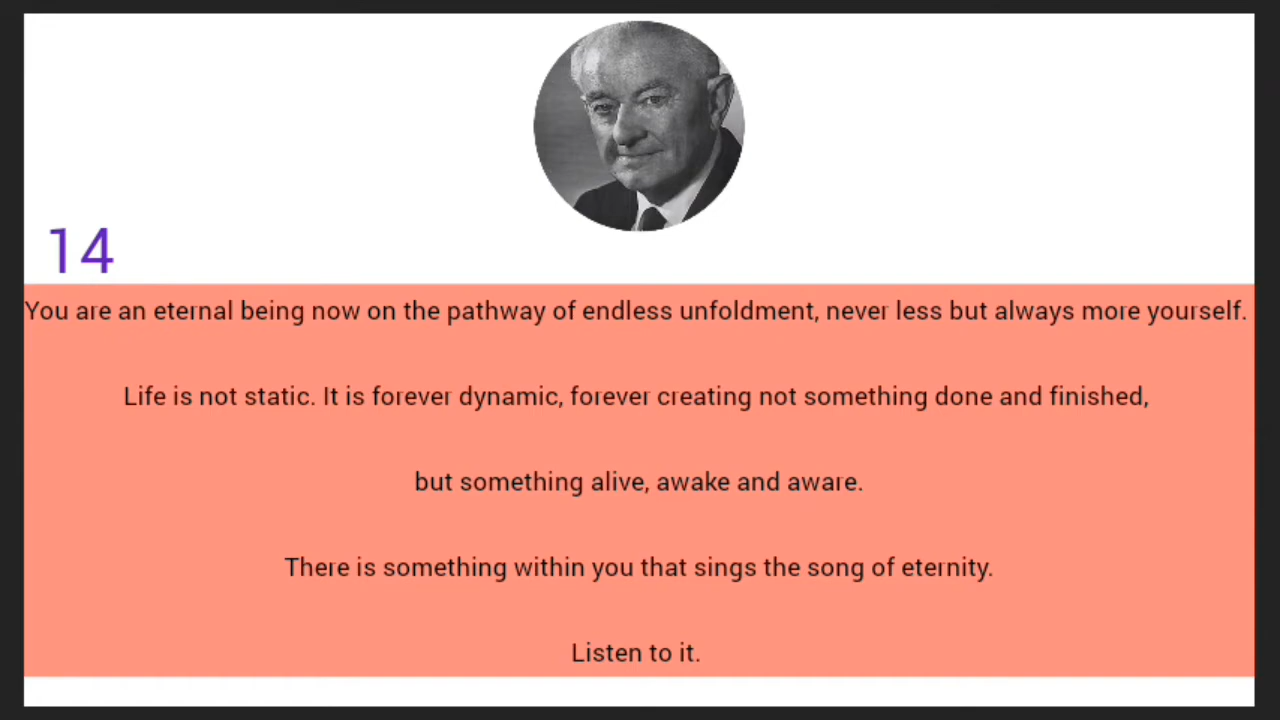 14
You are an eternal being now on the pathway of endless unfoldment, never less but always more yourself.
Life is not static. It is forever dynamic, forever creating not something done and finished,
but something alive, awake and aware.
There is something within you that sings the song of eternity.
Listen to it.